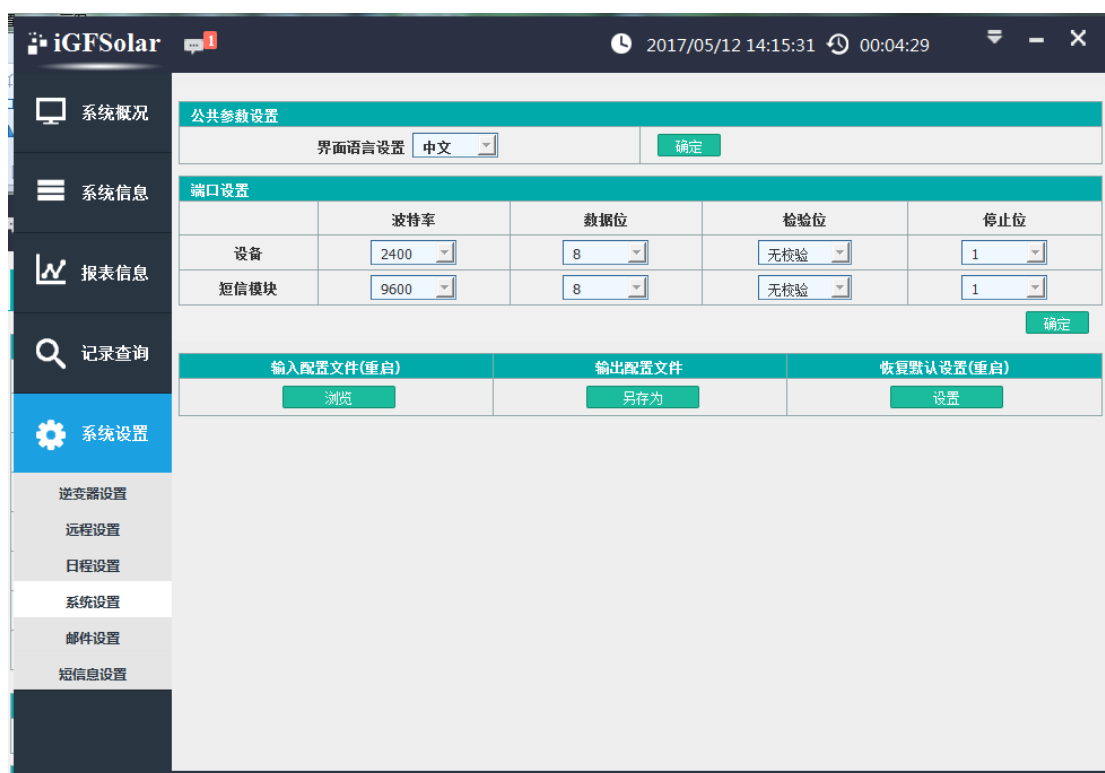 iGFSolar 1 2017/05/12 14:15:31 00:04:29
系统概况
系统信息
报表信息
记录查询
系统设置
逆变器设置
远程设置
日程设置
系统设置
邮件设置
短信息设置
公共参数设置
界面语言设置 中文 确定
端口设置
波特率 数据位 检验位 停止位
设备 2400 8 无校验 1
短信模块 9600 8 无校验 1
确定
输入配置文件(重启) 输出配置文件 恢复默认设置(重启)
浏览 另存为 设置